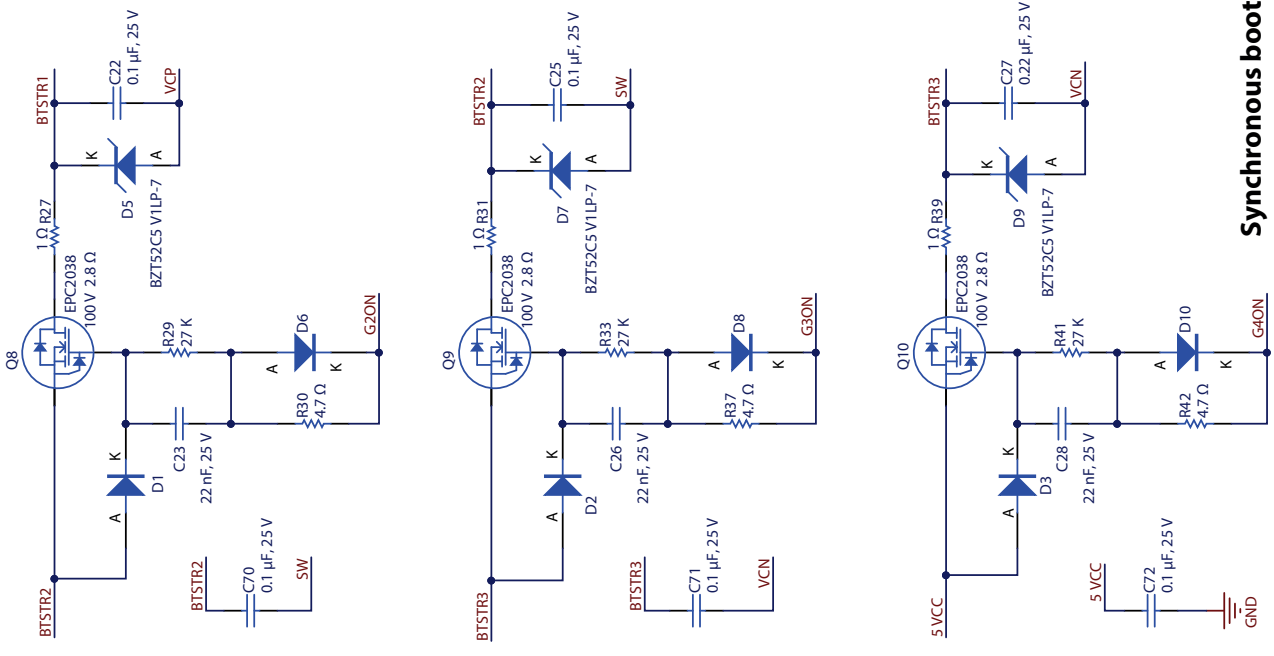 BTSTR2
Q8
EPC2038
100 V 2.8 Ω
1 Ω R27
BTSTR1
C22
0.1 µF, 25 V
VCP
K
A
D5
BZT52C5 V1LP-7
R29
27 K
A
D6
K
G2ON
R30
4.7 Ω
A
K
D1
C23
22 nF, 25 V
BTSTR2
C70
0.1 µF, 25 V
SW
BTSTR3
Q9
EPC2038
100 V 2.8 Ω
1 Ω R31
BTSTR2
C25
0.1 µF, 25 V
SW
K
A
D7
BZT52C5 V1LP-7
R33
27 K
A
D8
K
G3ON
R37
4.7 Ω
A
K
D2
C26
22 nF, 25 V
BTSTR3
C71
0.1 µF, 25 V
VCN
5 VCC
Q10
EPC2038
100 V 2.8 Ω
1 Ω R39
BTSTR3
C27
0.22 µF, 25 V
VCN
K
A
D9
BZT52C5 V1LP-7
R41
27 K
A
D10
K
G4ON
R42
4.7 Ω
A
K
D3
C28
22 nF, 25 V
5 VCC
C72
0.1 µF, 25 V
GND
Synchronous boot